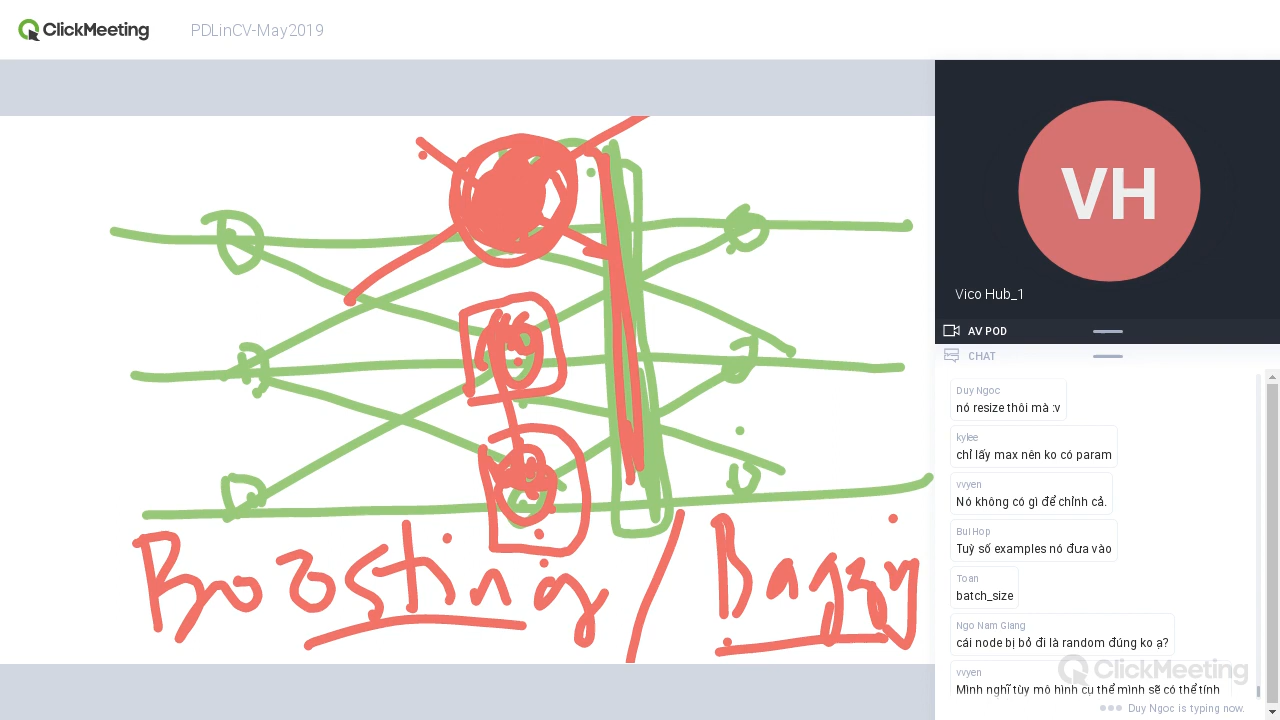 ClickMeeting
PDLinCV-May2019
VH
Vico Hub_1
AV POD
CHAT
Duy Ngoc
nó resize thôi mà :v
kylee
chỉ lấy max nên ko có param
vvyen
Nó không có gì để chỉnh cả.
Bui Hop
Tuỳ số examples nó đưa vào
Toan
batch_size
Ngo Nam Giang
cái node bị bỏ đi là random đúng ko ạ?
vvyen
Mình nghĩ tùy mô hình cụ thể mình sẽ có thể tính
ClickMeeting
Duy Ngoc is typing now.
Boosting / Bagging